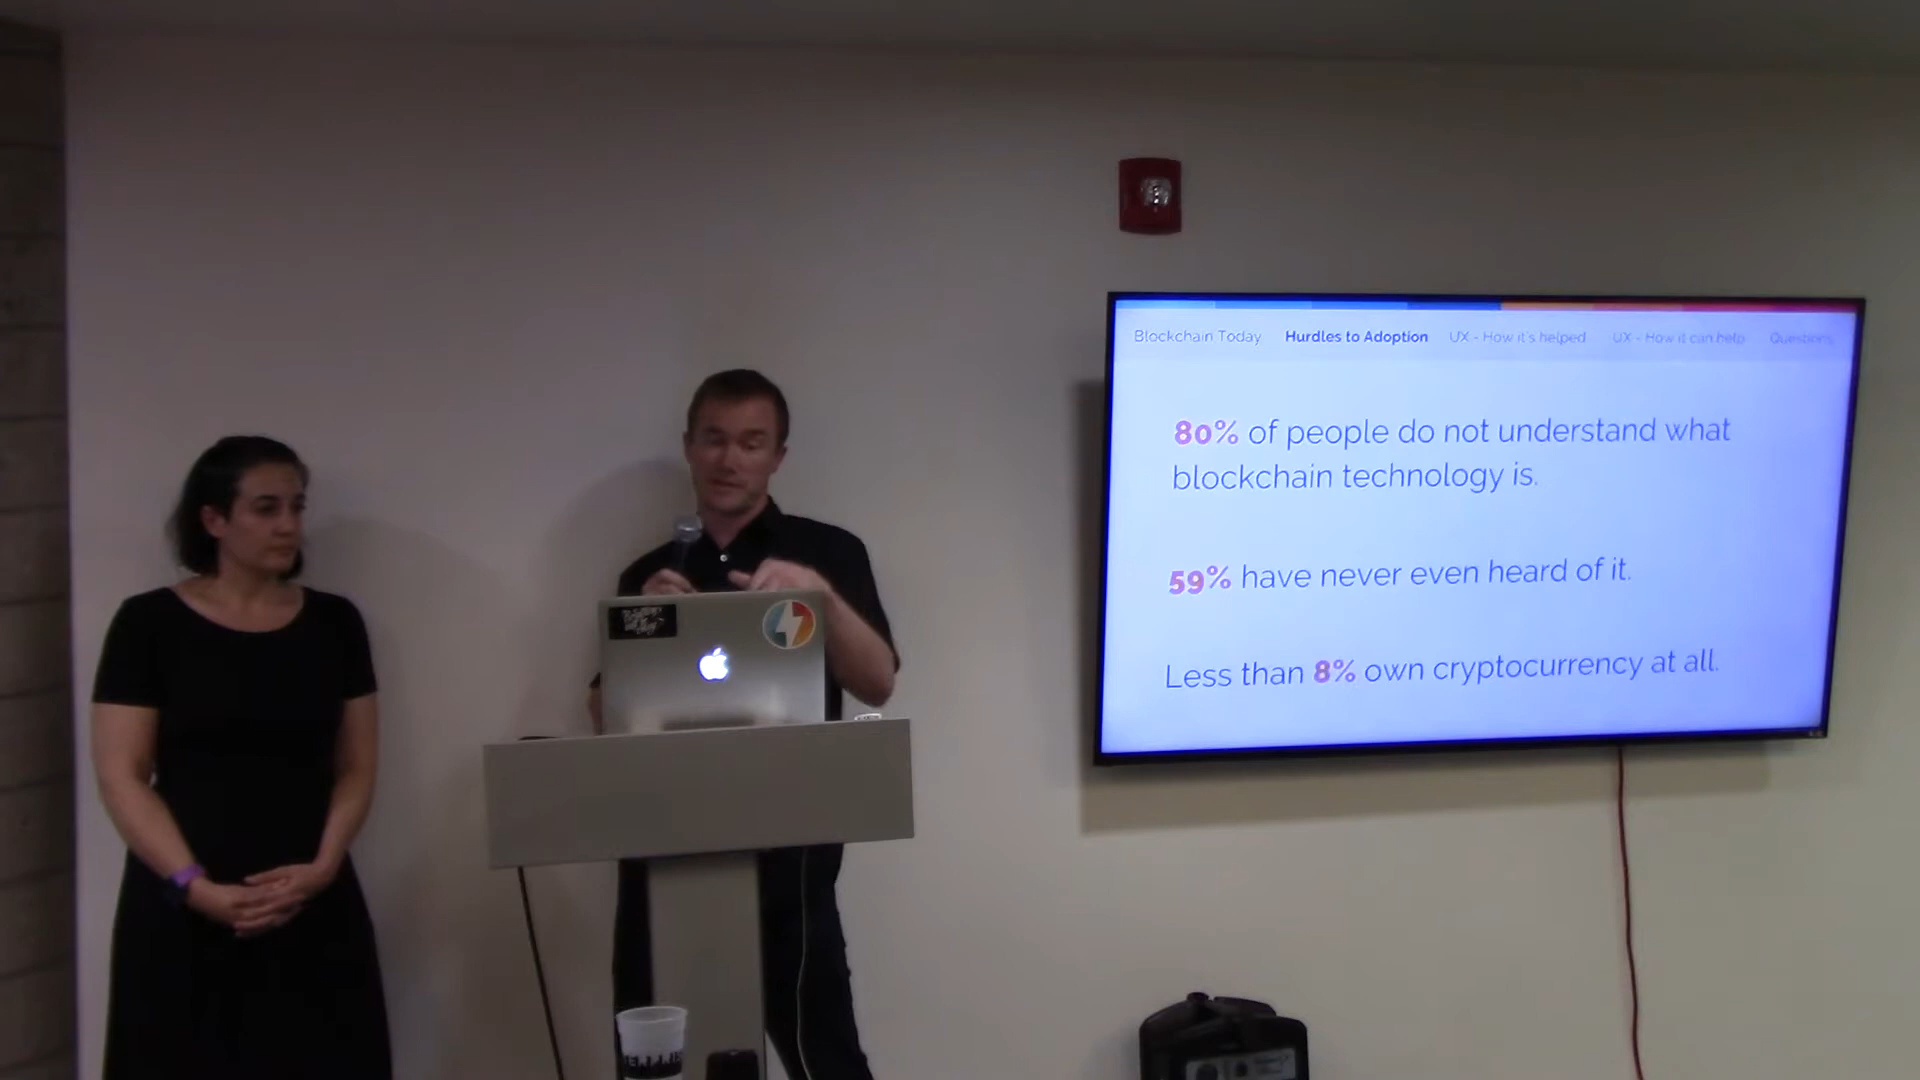 Blockchain Today Hurdles to Adoption UX - How it's helped UX - How it can help Questions
80% of people do not understand what
blockchain technology is.
59% have never even heard of it.
Less than 8% own cryptocurrency at all.